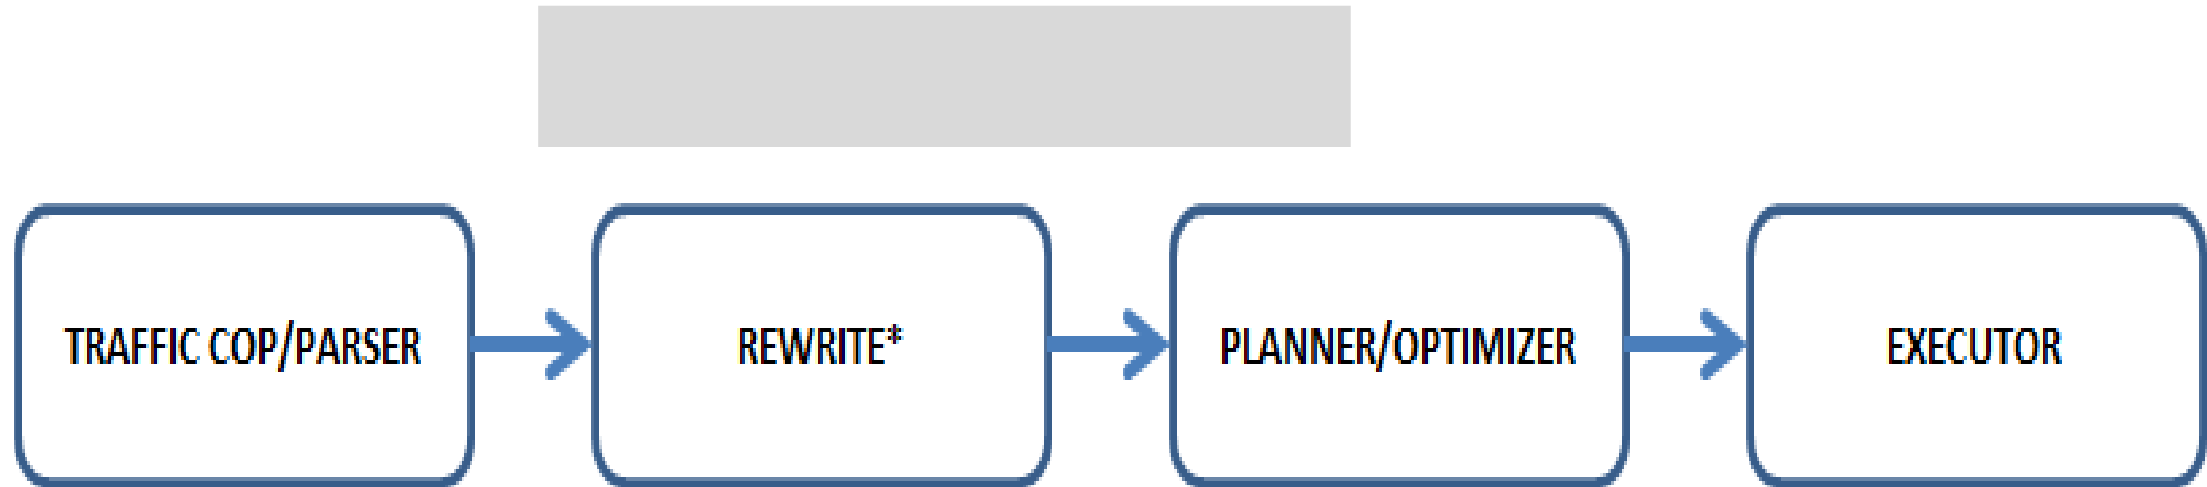 TRAFFIC COP/PARSER
REWRITE*
PLANNER/OPTIMIZER
EXECUTOR